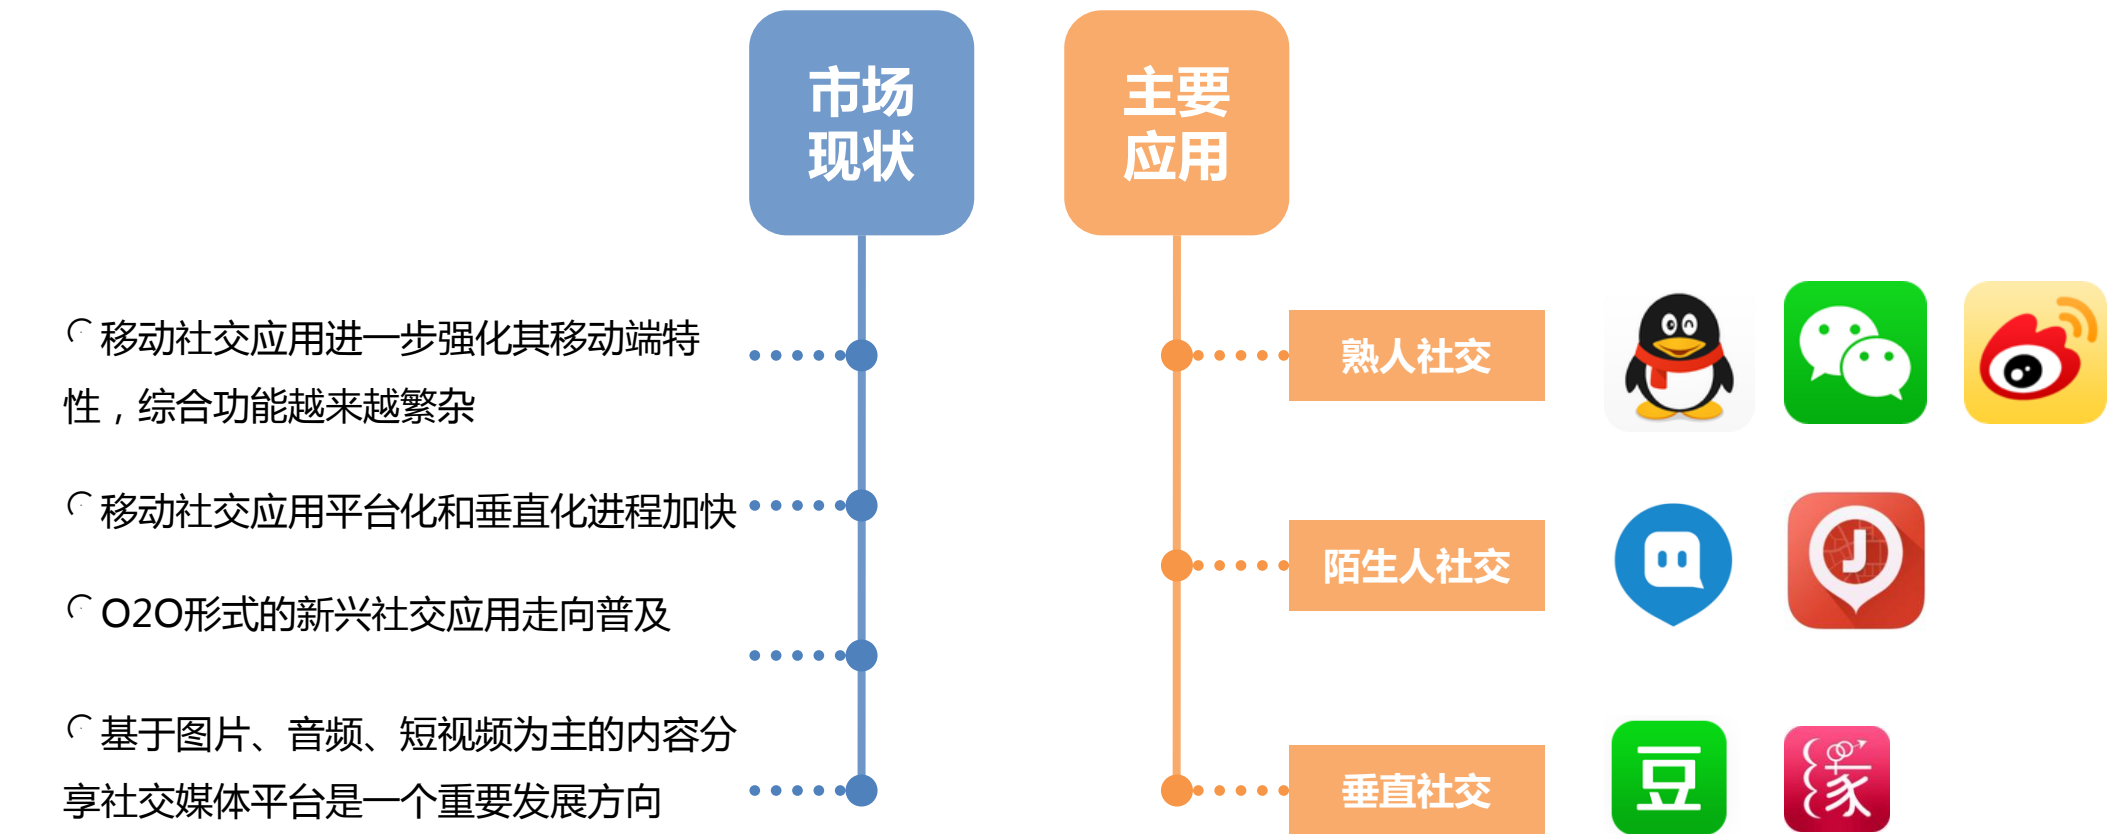 市场
现状
移动社交应用进一步强化其移动端特
性，综合功能越来越繁杂
移动社交应用平台化和垂直化进程加快
O2O形式的新兴社交应用走向普及
基于图片、音频、短视频为主的内容分
享社交媒体平台是一个重要发展方向
主要
应用
熟人社交
陌生人社交
J
垂直社交
豆